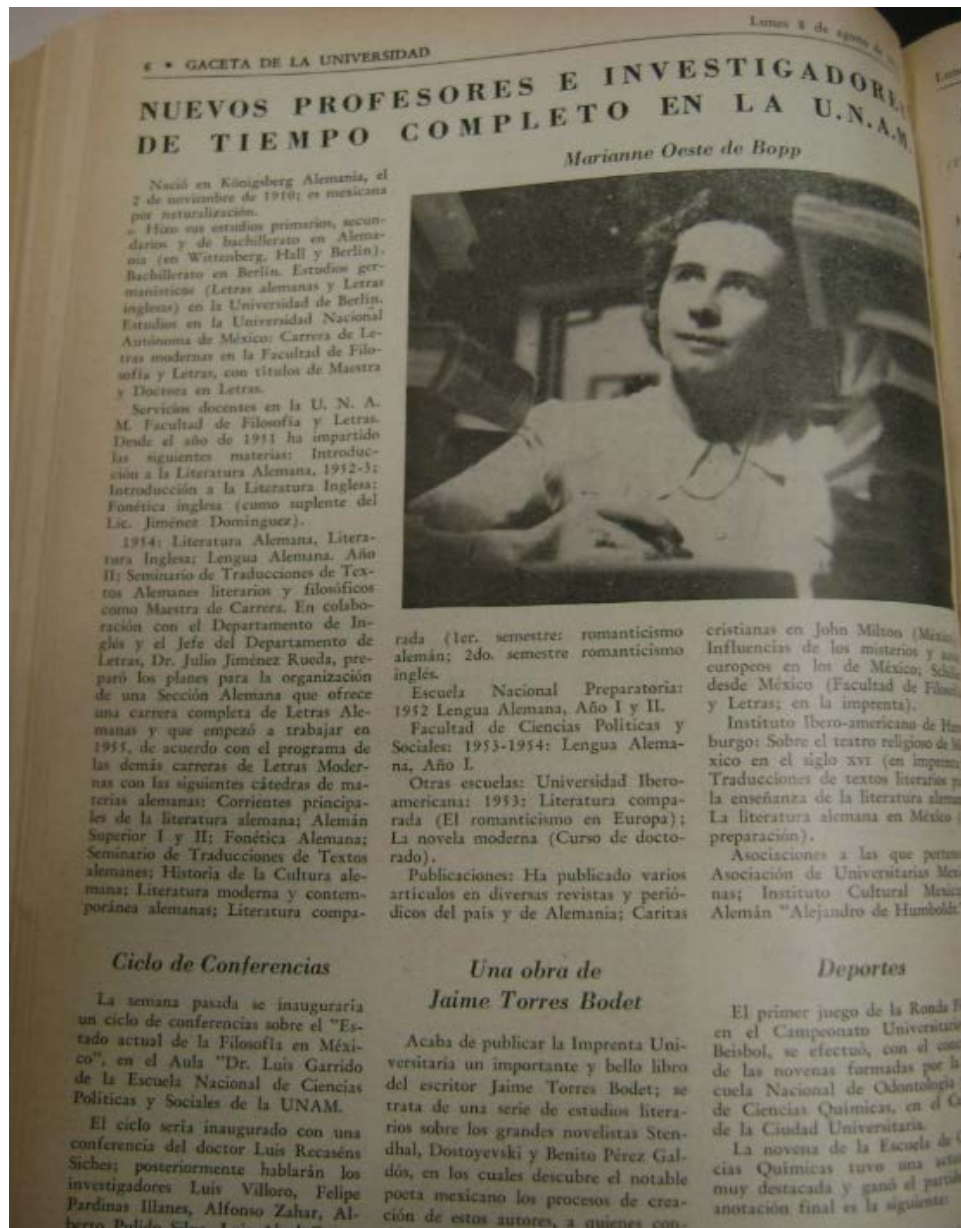 Lunes 8 de agosto de
6 • GACETA DE LA UNIVERSIDAD
NUEVOS PROFESORES E INVESTIGADORES
DE TIEMPO COMPLETO EN LA U.N.A.M.
Marianne Oeste de Bopp
Nació en Königsberg Alemania, el
2 de noviembre de 1910; es mexicana
por naturalización.
Hizo sus estudios primarios, secun-
darios y de bachillerato en Alema-
nia (en Wittenberg, Hall y Berlín).
Bachillerato en Berlín. Estudios ger-
manísticos (Letras alemanas y Letras
inglesas) en la Universidad de Berlín.
Estudios en la Universidad Nacional
Autónoma de México: Carrera de Le-
tras modernas en la Facultad de Filo-
sofía y Letras, con títulos de Maestra
y Doctora en Letras.
Servicios docentes en la U. N. A.
M. Facultad de Filosofía y Letras.
Desde el año de 1951 ha impartido
las siguientes materias: Introduc-
ción a la Literatura Alemana, 1952-3;
Introducción a la Literatura Inglesa;
Fonética inglesa (como suplente del
Lic. Jiménez Domínguez).
1954: Literatura Alemana, Litera-
tura Inglesa; Lengua Alemana. Año
II; Seminario de Traducciones de Tex-
tos Alemanes literarios y filosóficos
como Maestra de Carrera. En colabo-
ración con el Departamento de In-
glés y el Jefe del Departamento de
Letras, Dr. Julio Jiménez Rueda, pre-
paró los planes para la organización
de una Sección Alemana que ofrece
una carrera completa de Letras Ale-
manas y que empezó a trabajar en
1955, de acuerdo con el programa de
las demás carreras de Letras Moder-
nas con las siguientes cátedras de ma-
terias alemanas: Corrientes principa-
les de la literatura alemana; Alemán
Superior I y II; Fonética Alemana;
Seminario de Traducciones de Textos
alemanes; Historia de la Cultura ale-
mana; Literatura moderna y contem-
poránea alemanas; Literatura compa-
rada (1er. semestre: romanticismo
alemán; 2do. semestre romanticismo
inglés.
Escuela Nacional Preparatoria:
1952 Lengua Alemana, Año I y II.
Facultad de Ciencias Políticas y
Sociales: 1953-1954: Lengua Alema-
na, Año I.
Otras escuelas: Universidad Ibero-
americana: 1953: Literatura compa-
rada (El romanticismo en Europa);
La novela moderna (Curso de docto-
rado).
Publicaciones: Ha publicado varios
artículos en diversas revistas y perió-
dicos del país y de Alemania; Caritas
cristianas en John Milton (México,
Influencias de los misterios y
europeos en los de México;
desde México (Facultad de Filosofía
y Letras; en la imprenta).
Instituto Ibero-americano de Ham-
burgo: Sobre el teatro religioso de Mé-
xico en el siglo XVI (en imprenta
Traducciones de textos literarios
la enseñanza de la literatura alemana
La literatura alemana en México
preparación).
Asociaciones a las que
Asociación de Universitarias Mexi-
nas; Instituto Cultural
Alemán "Alejandro de Humboldt"
Ciclo de Conferencias
La semana pasada se inauguraría
un ciclo de conferencias sobre el "Es-
tado actual de la Filosofía en Méxi-
co", en el Aula "Dr. Luis Garrido
de la Escuela Nacional de Ciencias
Políticas y Sociales de la UNAM.
El ciclo sería inaugurado con una
conferencia del doctor Luis Recaséns
Siches; posteriormente hablarán los
investigadores Luis Villoro, Felipe
Pardinas Illanes, Alfonso Zahar, Al-
berto Pulido
Una obra de
Jaime Torres Bodet
Acaba de publicar la Imprenta Uni-
versitaria un importante y bello libro
del escritor Jaime Torres Bodet; se
trata de una serie de estudios litera-
rios sobre los grandes novelistas Sten-
dhal, Dostoyevski y Benito Pérez Gal-
dós, en los cuales descubre el notable
poeta mexicano los procesos de crea-
ción de estos autores, a quienes con-
Deportes
El primer juego de la Ronda
en el Campeonato Universitario
Beisbol, se efectuó, con el
de las novenas formadas por la
cuela Nacional de Odontología
de Ciencias Químicas, en el
de la Ciudad Universitaria.
La novena de la Escuela de
cias Químicas tuvo una
muy destacada y ganó el
anotación final es la siguiente: